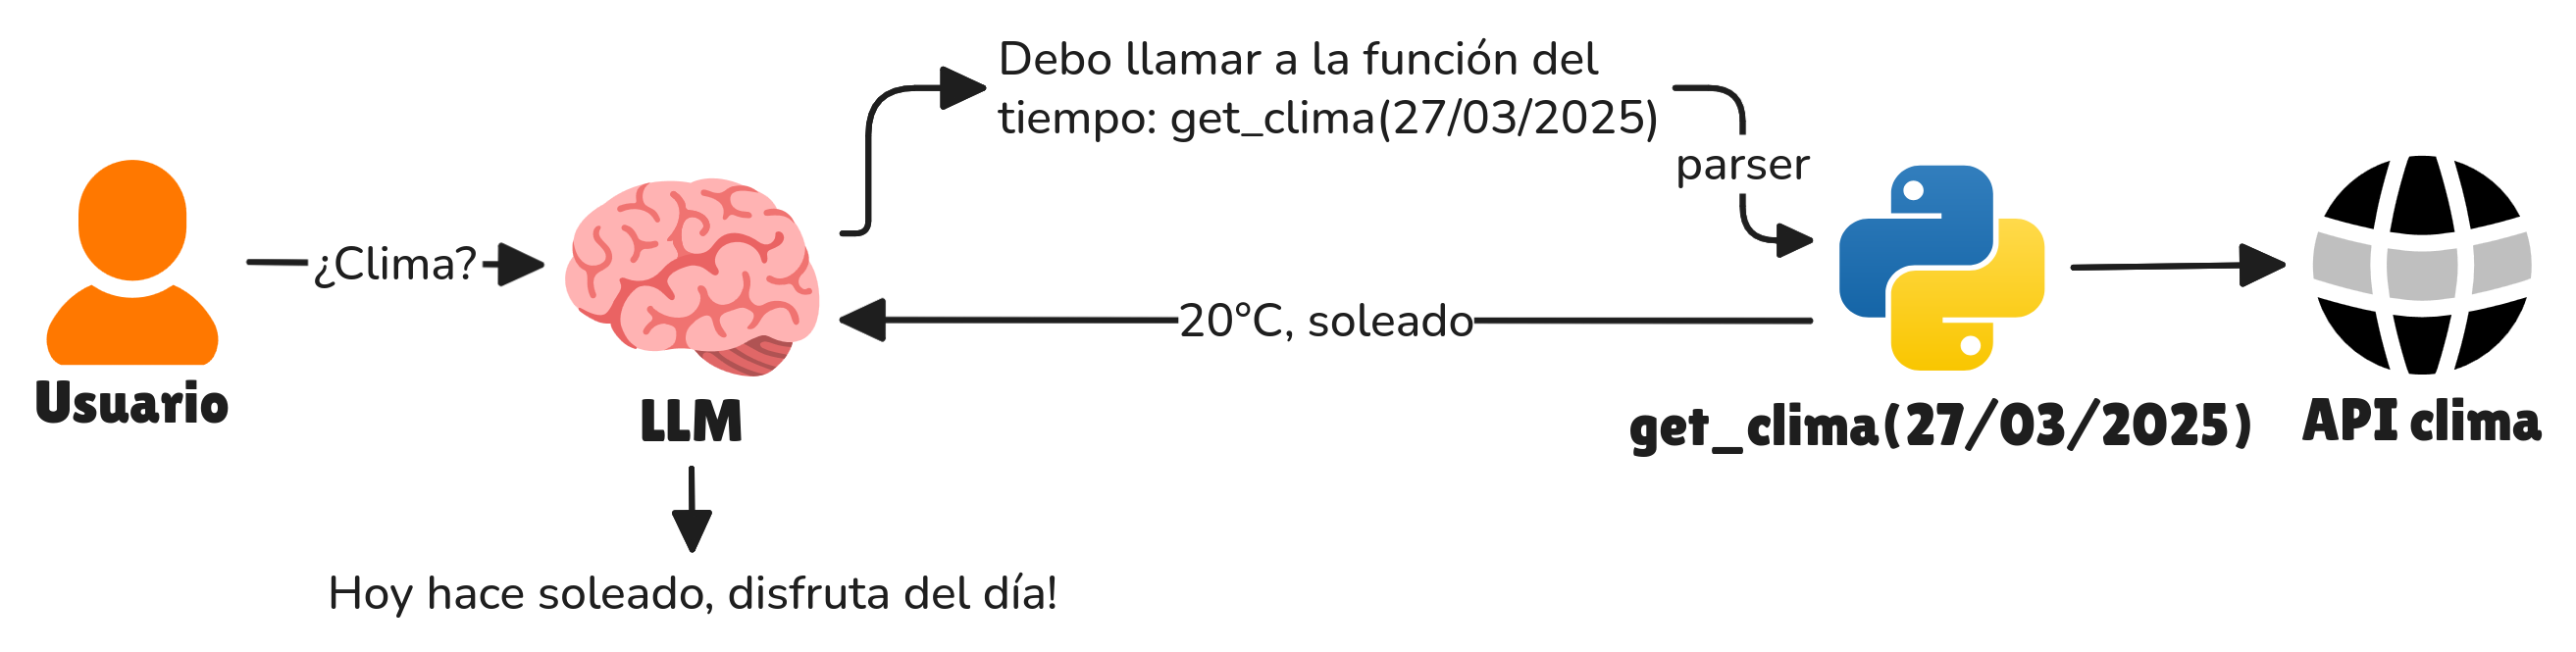 Debo llamar a la función del
tiempo: get_clima(27/03/2025)
parser
¿Clima?
20°C, soleado
Usuario
LLM
get_clima(27/03/2025)
API clima
Hoy hace soleado, disfruta del día!